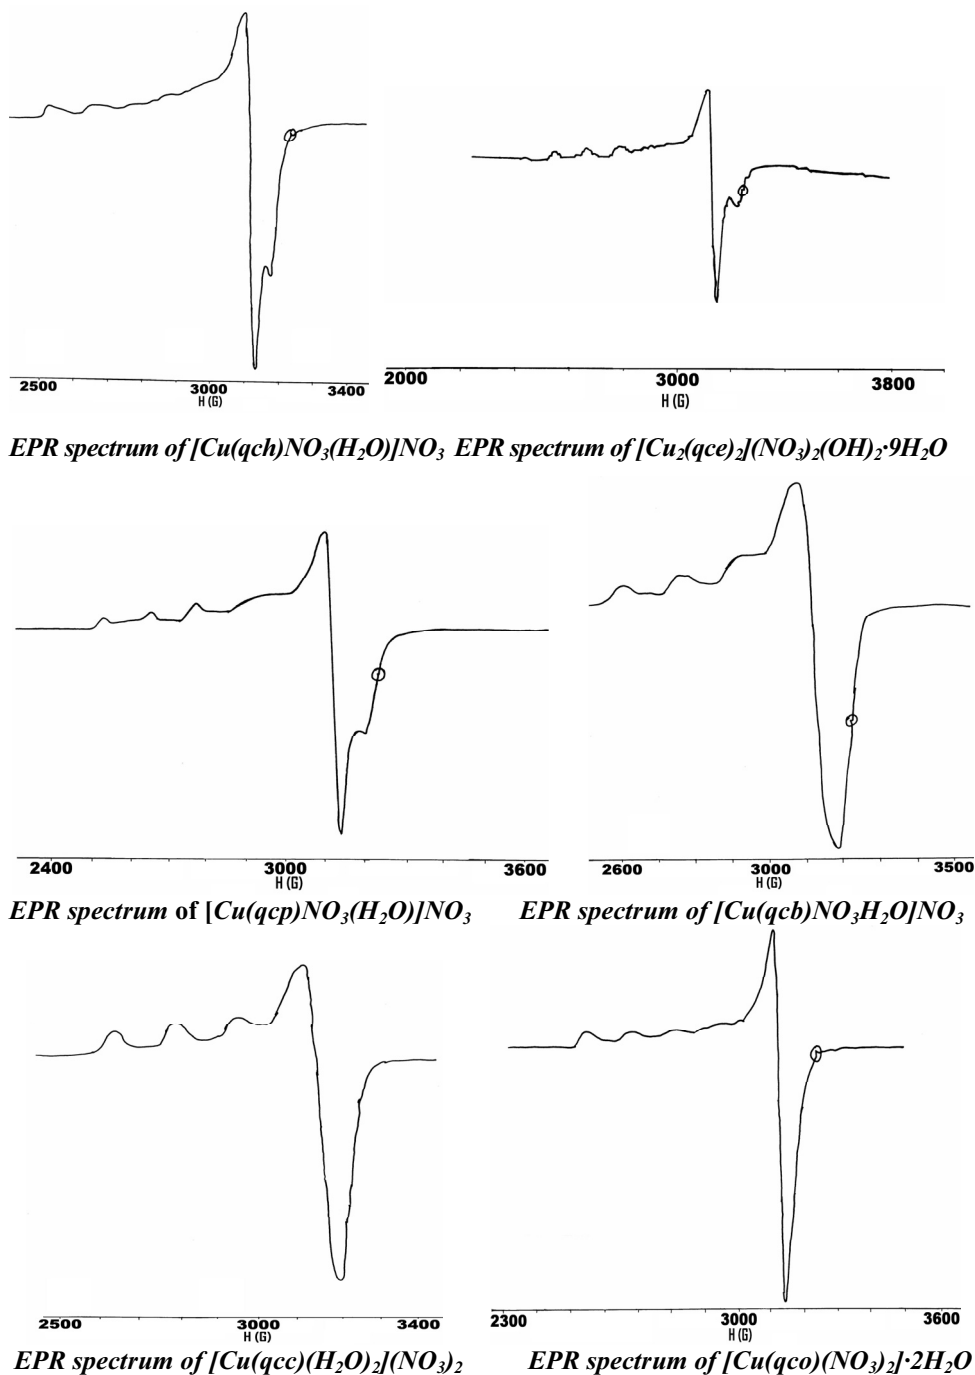 2500 3000 3400
H (G)
2000 3000 3800
H (G)
EPR spectrum of [Cu(qch)NO₃(H₂O)]NO₃ EPR spectrum of [Cu₂(qce)₂](NO₃)₂(OH)₂·9H₂O
2400 3000 3600
H (G)
2600 3000 3500
H (G)
EPR spectrum of [Cu(qcp)NO₃(H₂O)]NO₃ EPR spectrum of [Cu(qcb)NO₃H₂O]NO₃
2500 3000 3400
H (G)
2300 3000 3600
H (G)
EPR spectrum of [Cu(qcc)(H₂O)₂](NO₃)₂ EPR spectrum of [Cu(qco)(NO₃)₂]·2H₂O